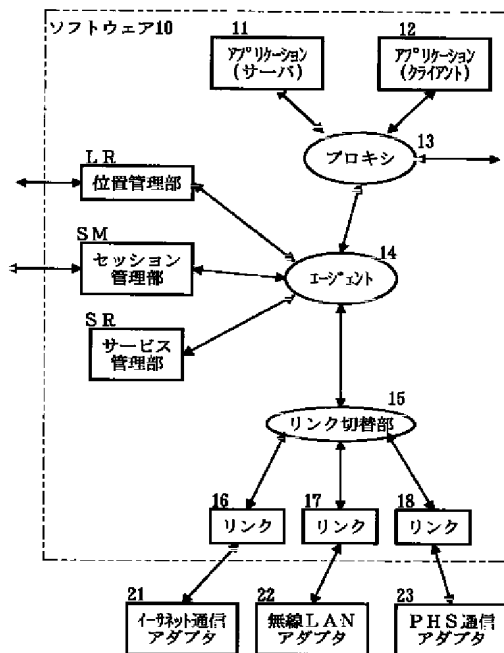 ソフトウェア10
11
アプリケーション
(サーバ)
12
アプリケーション
(クライアント)
13
プロキシ
LR
位置管理部
SM
セッション
管理部
14
エージェント
SR
サービス
管理部
15
リンク切替部
16
リンク
17
リンク
18
リンク
21
イーサネット通信
アダプタ
22
無線LAN
アダプタ
23
PHS通信
アダプタ